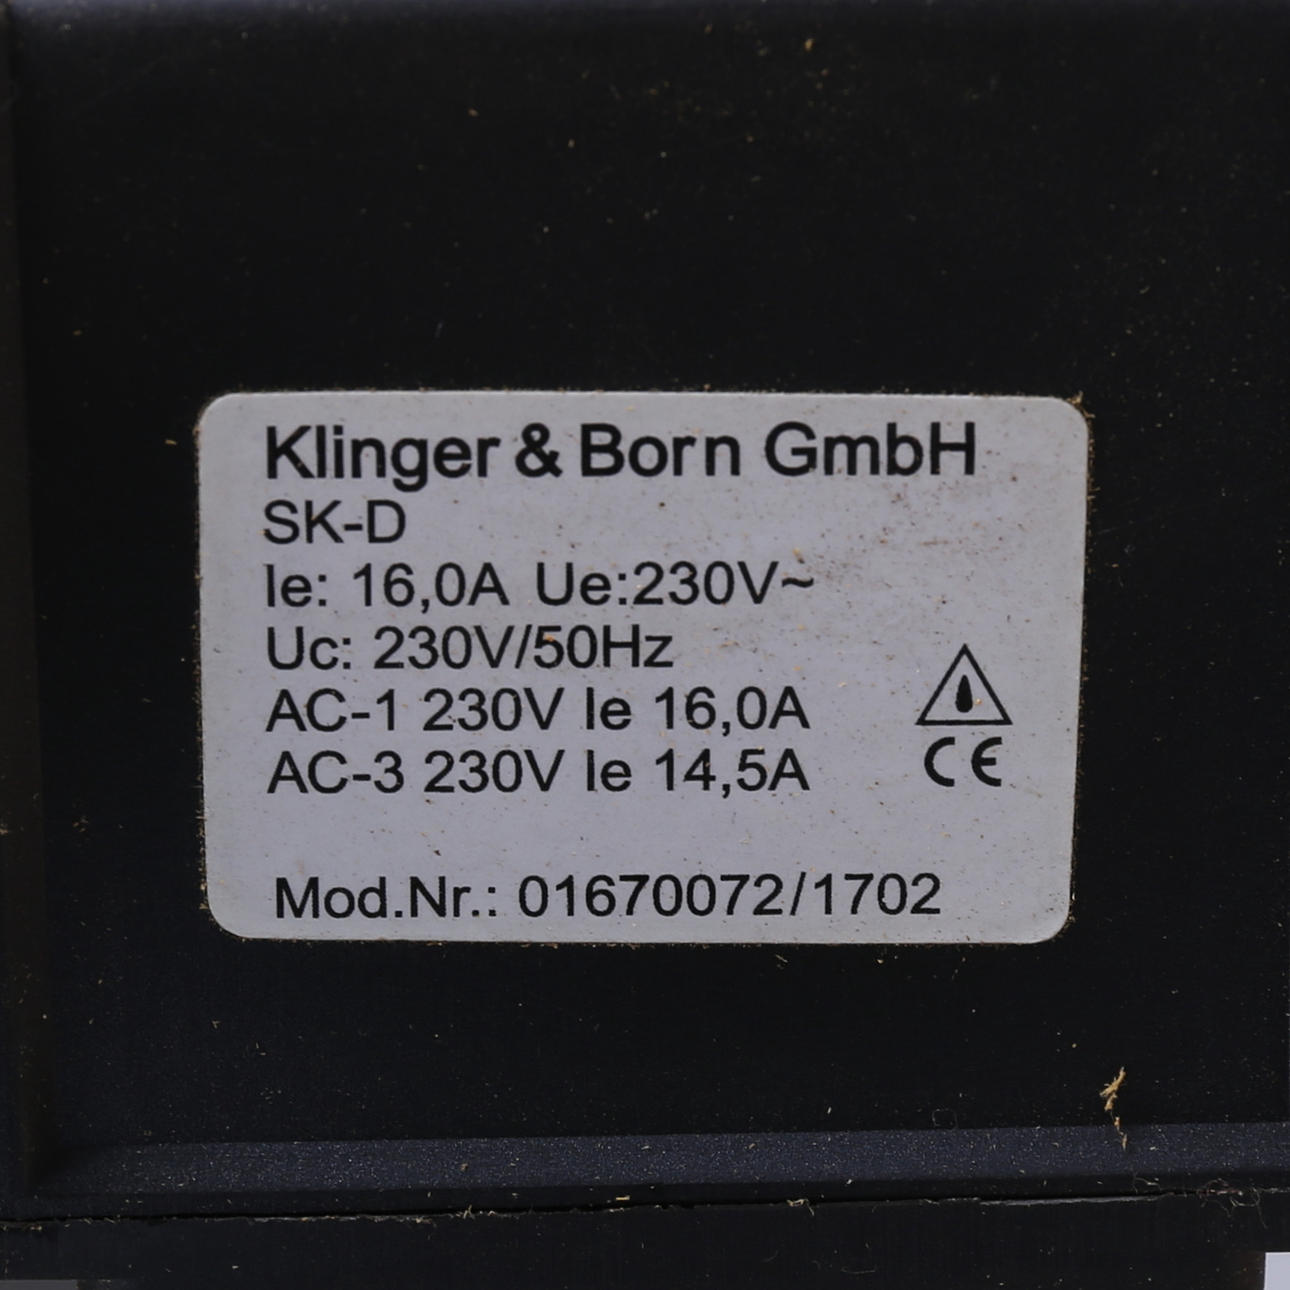 Klinger & Born GmbH
SK-D
Ie: 16,0A Ue:230V~
Uc: 230V/50Hz
AC-1 230V Ie 16,0A
AC-3 230V Ie 14,5A
CE
Mod.Nr.: 01670072/1702